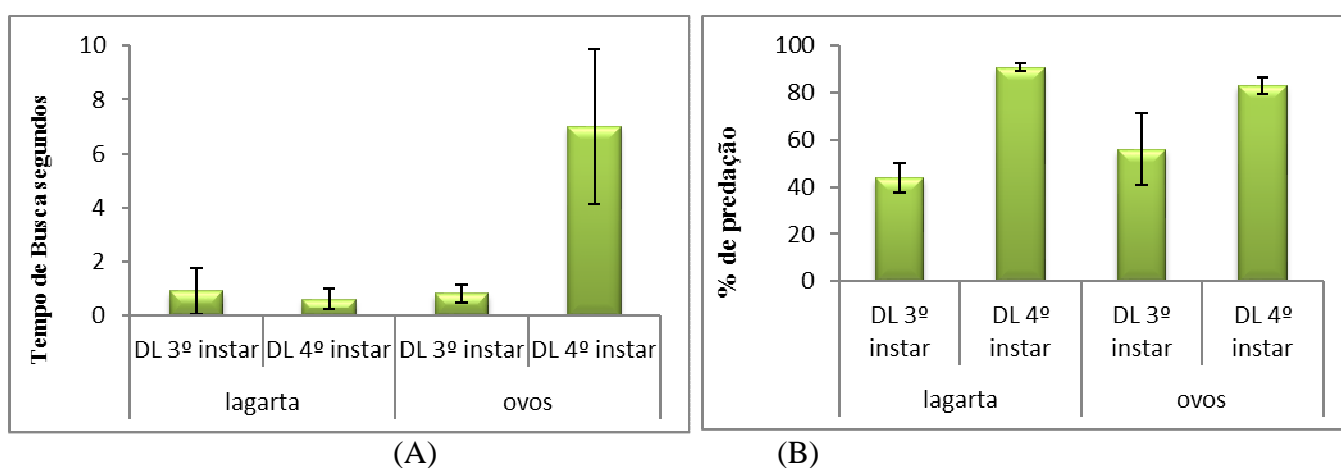 Tempo de Busca segundos
10
8
6
4
2
0
DL 3º instar
DL 4º instar
DL 3º instar
DL 4º instar
lagarta
ovos
(A)
% de predação
100
80
60
40
20
0
DL 3º
instar
DL 4º
instar
DL 3º
instar
DL 4º
instar
lagarta
ovos
(B)